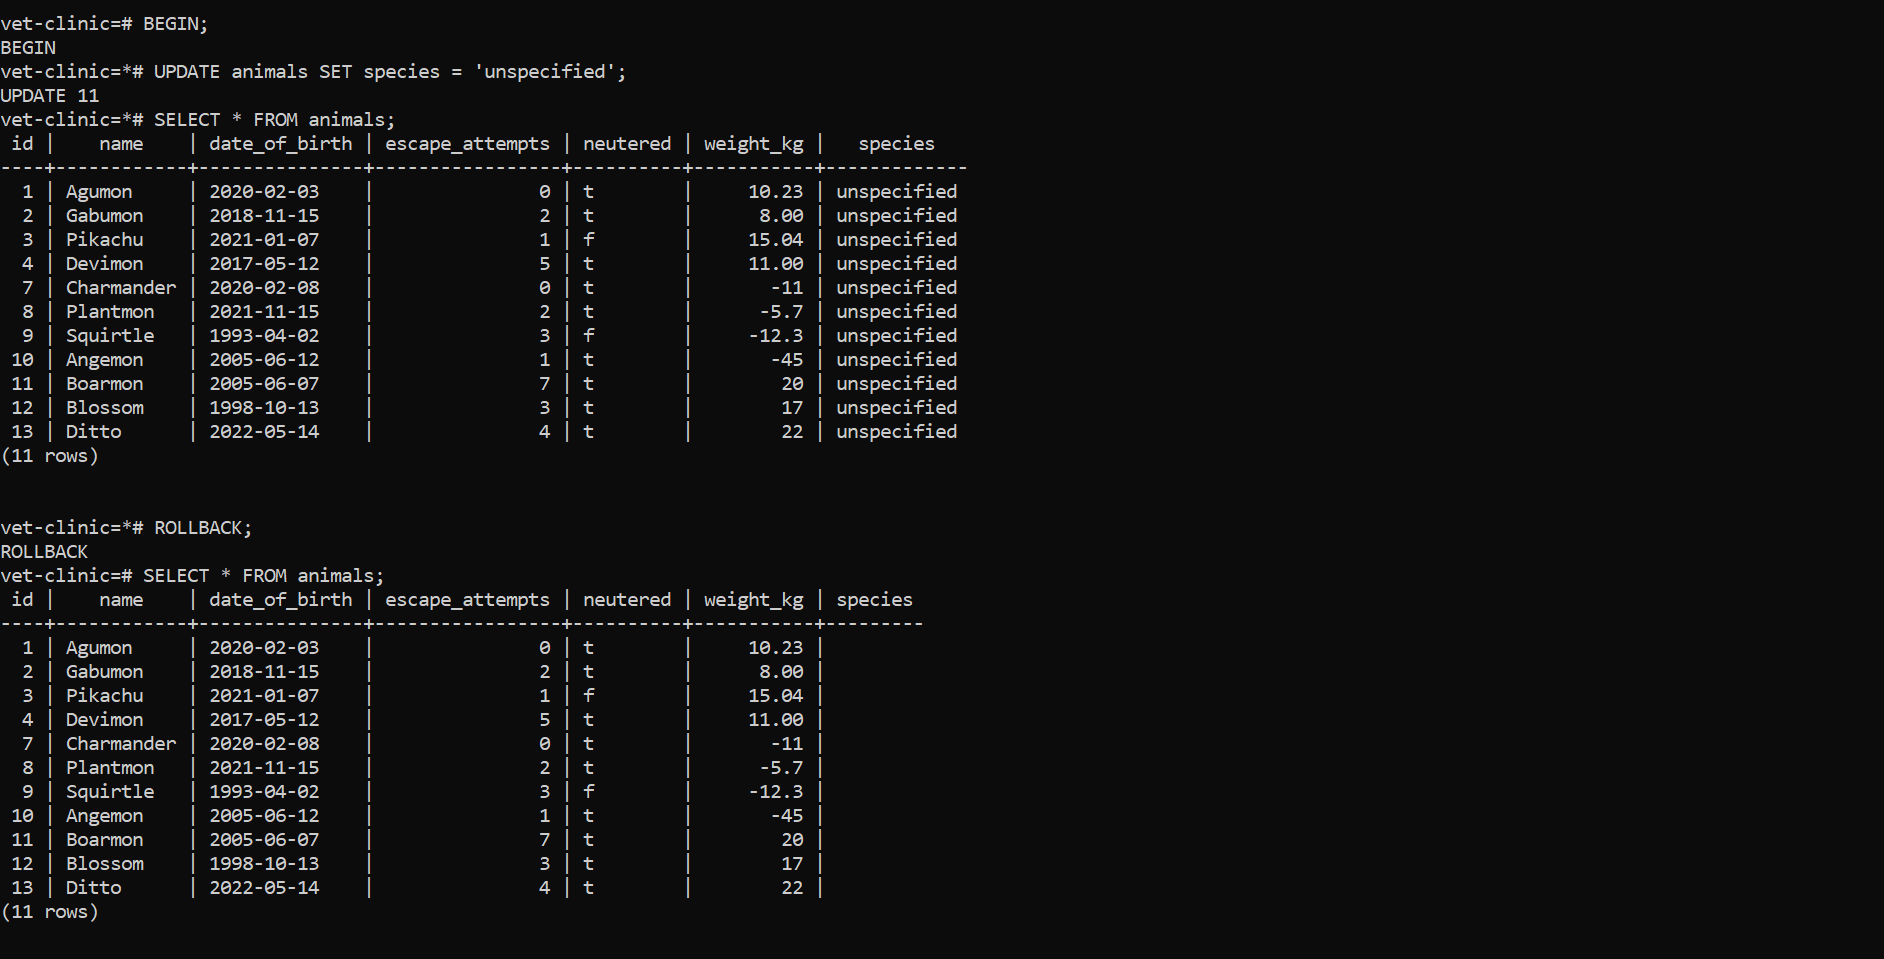 vet-clinic=# BEGIN;
BEGIN
vet-clinic=*# UPDATE animals SET species = 'unspecified';
UPDATE 11
vet-clinic=*# SELECT * FROM animals;
 id |    name    | date_of_birth | escape_attempts | neutered | weight_kg |   species
----+------------+---------------+-----------------+----------+-----------+-------------
  1 | Agumon     | 2020-02-03    |               0 | t        |     10.23 | unspecified
  2 | Gabumon    | 2018-11-15    |               2 | t        |      8.00 | unspecified
  3 | Pikachu    | 2021-01-07    |               1 | f        |     15.04 | unspecified
  4 | Devimon    | 2017-05-12    |               5 | t        |     11.00 | unspecified
  7 | Charmander | 2020-02-08    |               0 | t        |       -11 | unspecified
  8 | Plantmon   | 2021-11-15    |               2 | t        |      -5.7 | unspecified
  9 | Squirtle   | 1993-04-02    |               3 | f        |     -12.3 | unspecified
 10 | Angemon    | 2005-06-12    |               1 | t        |       -45 | unspecified
 11 | Boarmon    | 2005-06-07    |               7 | t        |        20 | unspecified
 12 | Blossom    | 1998-10-13    |               3 | t        |        17 | unspecified
 13 | Ditto      | 2022-05-14    |               4 | t        |        22 | unspecified
(11 rows)
vet-clinic=*# ROLLBACK;
ROLLBACK
vet-clinic=# SELECT * FROM animals;
 id |    name    | date_of_birth | escape_attempts | neutered | weight_kg | species
----+------------+---------------+-----------------+----------+-----------+---------
  1 | Agumon     | 2020-02-03    |               0 | t        |     10.23 |
  2 | Gabumon    | 2018-11-15    |               2 | t        |      8.00 |
  3 | Pikachu    | 2021-01-07    |               1 | f        |     15.04 |
  4 | Devimon    | 2017-05-12    |               5 | t        |     11.00 |
  7 | Charmander | 2020-02-08    |               0 | t        |       -11 |
  8 | Plantmon   | 2021-11-15    |               2 | t        |      -5.7 |
  9 | Squirtle   | 1993-04-02    |               3 | f        |     -12.3 |
 10 | Angemon    | 2005-06-12    |               1 | t        |       -45 |
 11 | Boarmon    | 2005-06-07    |               7 | t        |        20 |
 12 | Blossom    | 1998-10-13    |               3 | t        |        17 |
 13 | Ditto      | 2022-05-14    |               4 | t        |        22 |
(11 rows)